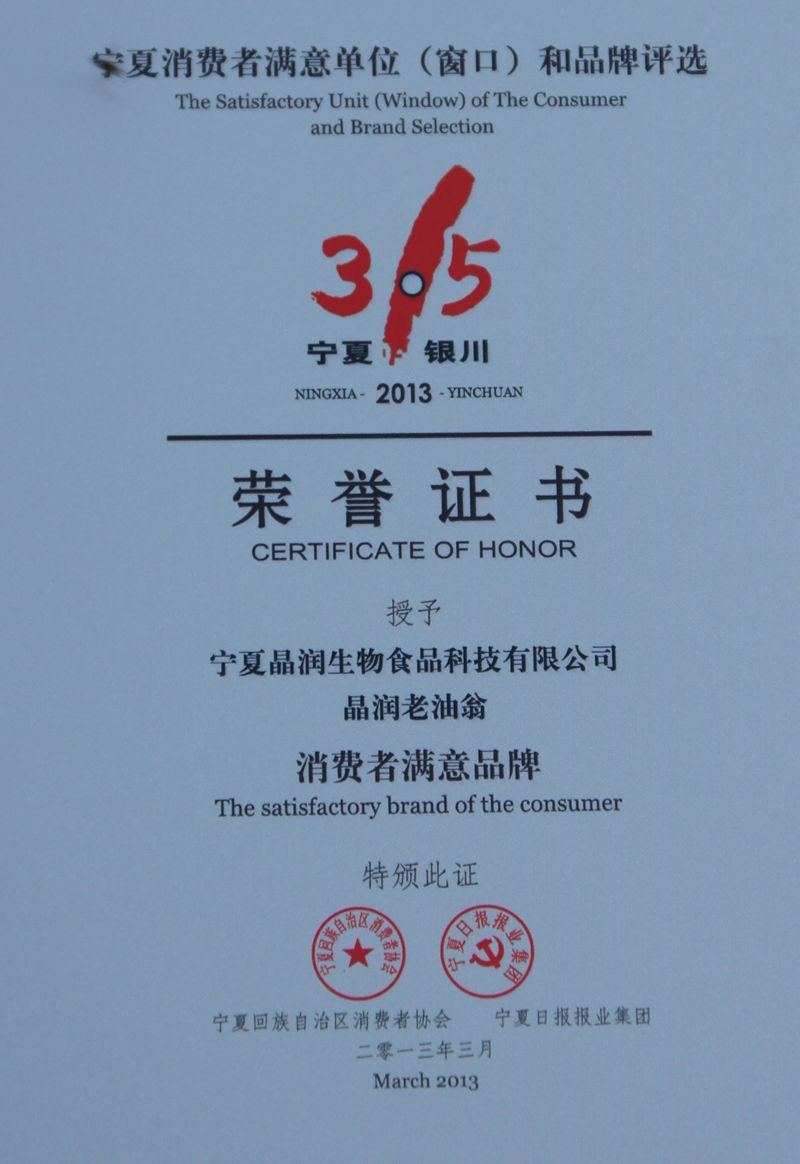 宁夏消费者满意单位（窗口）和品牌评选
The Satisfactory Unit (Window) of The Consumer
and Brand Selection
3 15
宁夏 银川
NINGXIA - 2013 - YINCHUAN
荣誉证书
CERTIFICATE OF HONOR
授予
宁夏晶润生物食品科技有限公司
晶润老油翁
消费者满意品牌
The satisfactory brand of the consumer
特颁此证
宁夏回族自治区消费者协会
宁夏日报报业集团
宁夏回族自治区消费者协会 宁夏日报报业集团
二零一三年三月
March 2013